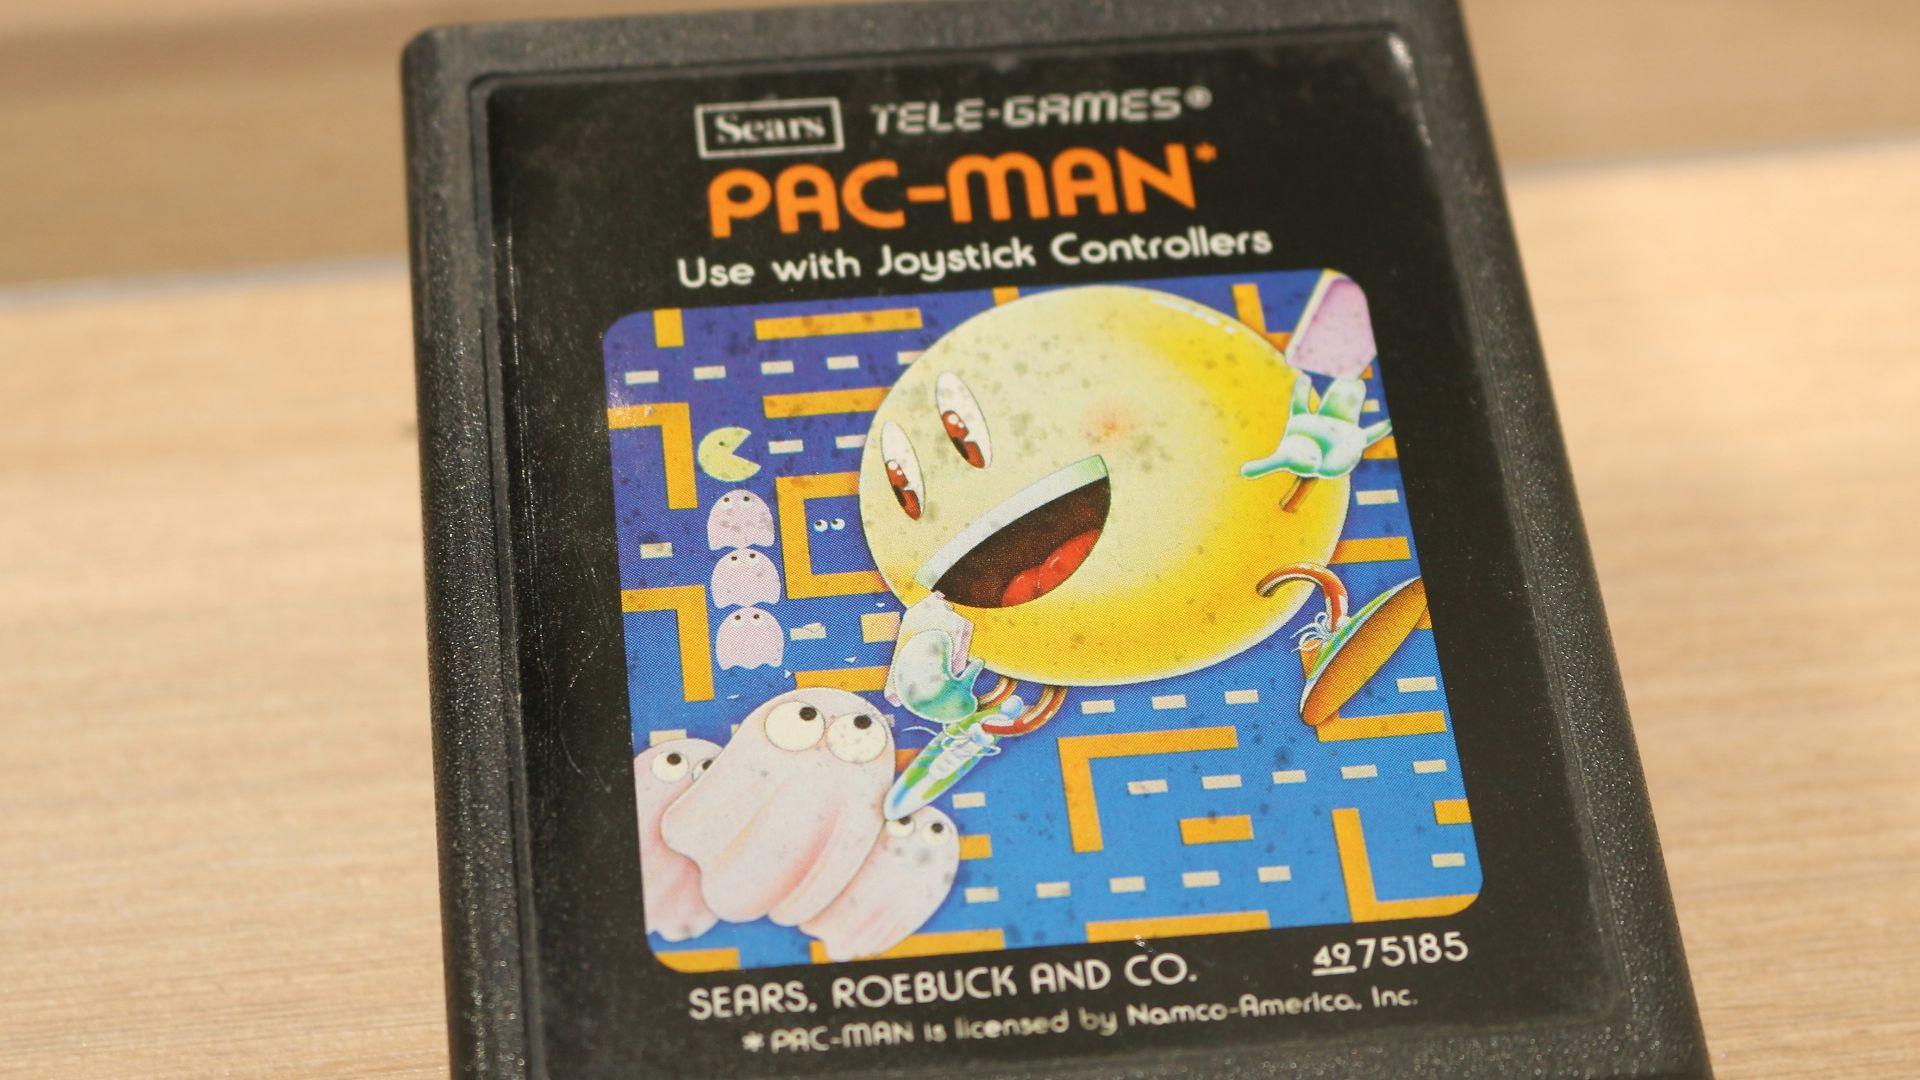 Sears TELE-GAMES®
PAC-MAN*
Use with Joystick Controllers
SEARS, ROEBUCK AND CO. 4975185
* PAC-MAN is licensed by Namco-America, Inc.